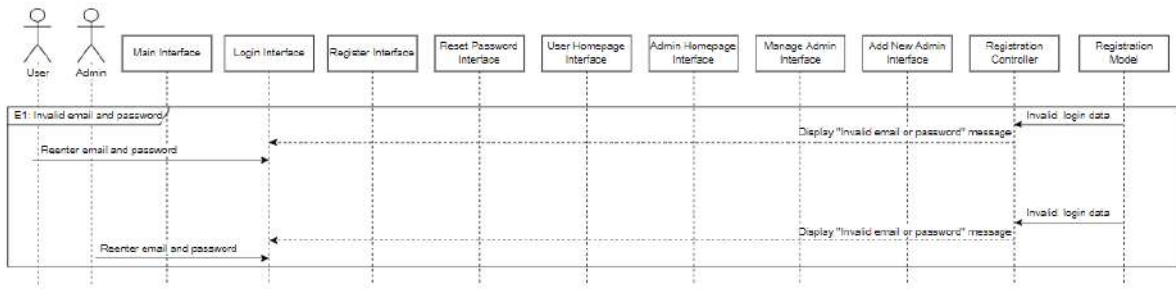 User
Admin
Main Interface
Login Interface
Register Interface
Reset Password
Interface
User Homepage
Interface
Admin Homepage
Interface
Manage Admin
Interface
Add New Admin
Interface
Registration
Controller
Registration
Model
E1: Invalid email and password
Invalid login data
Display "Invalid email or password" message
Reenter email and password
Invalid login data
Display "Invalid email or password" message
Reenter email and password